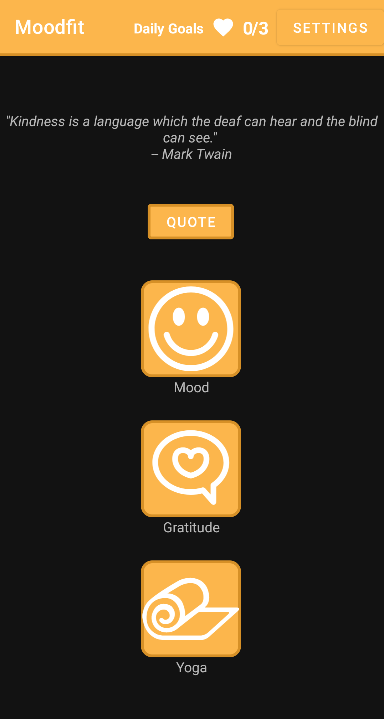 Moodfit
Daily Goals 0/3 SETTINGS
"Kindness is a language which the deaf can hear and the blind
can see."
– Mark Twain
QUOTE
Mood
Gratitude
Yoga